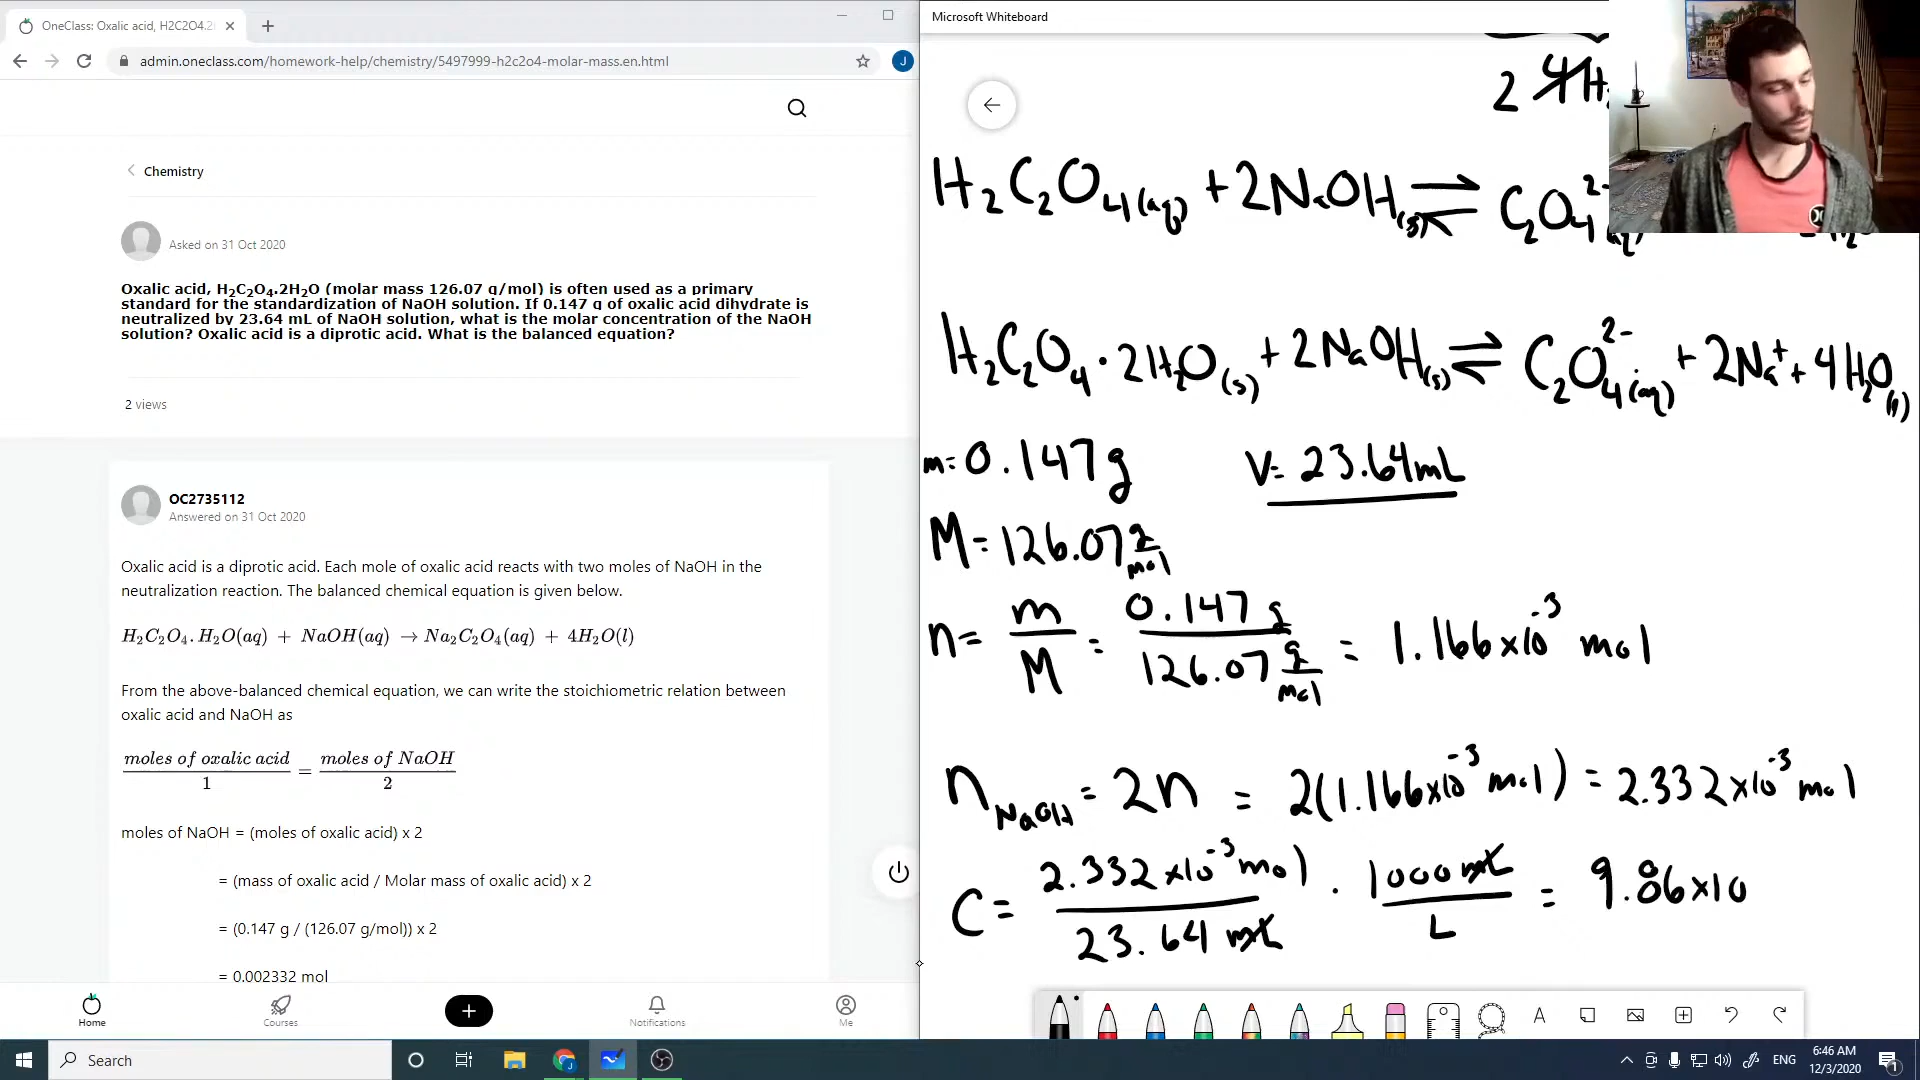 OneClass: Oxalic acid, H2C2O4.2
admin.oneclass.com/homework-help/chemistry/5497999-h2c2o4-molar-mass.en.html
J
Chemistry
Asked on 31 Oct 2020
Oxalic acid, H₂C₂O₄.2H₂O (molar mass 126.07 g/mol) is often used as a primary
standard for the standardization of NaOH solution. If 0.147 g of oxalic acid dihydrate is
neutralized by 23.64 mL of NaOH solution, what is the molar concentration of the NaOH
solution? Oxalic acid is a diprotic acid. What is the balanced equation?
2 views
OC2735112
Answered on 31 Oct 2020
Oxalic acid is a diprotic acid. Each mole of oxalic acid reacts with two moles of NaOH in the
neutralization reaction. The balanced chemical equation is given below.
H₂C₂O₄.H₂O(aq) + NaOH(aq) → Na₂C₂O₄(aq) + 4H₂O(l)
From the above-balanced chemical equation, we can write the stoichiometric relation between
oxalic acid and NaOH as
moles of oxalic acid / 1 = moles of NaOH / 2
moles of NaOH = (moles of oxalic acid) x 2
= (mass of oxalic acid / Molar mass of oxalic acid) x 2
= (0.147 g / (126.07 g/mol)) x 2
= 0.002332 mol
Home
Courses
Notifications
Me
Microsoft Whiteboard
2 4H
H₂C₂O₄(aq) + 2NaOH(s) ⇌ C₂O₄²⁻
H₂C₂O₄·2H₂O(s) + 2NaOH(s) ⇌ C₂O₄²⁻(aq) + 2Na⁺ + 4H₂O(l)
m=0.147g V=23.64mL
M=126.07 g/mol
n= m/M = 0.147 g / 126.07 g/mol = 1.166x10⁻³ mol
nNaOH = 2n = 2(1.166x10⁻³ mol) = 2.332x10⁻³ mol
C= 2.332x10⁻³ mol / 23.64 mL · 1000 mL / L = 9.86x10
A
Search
ENG
6:46 AM
12/3/2020
1